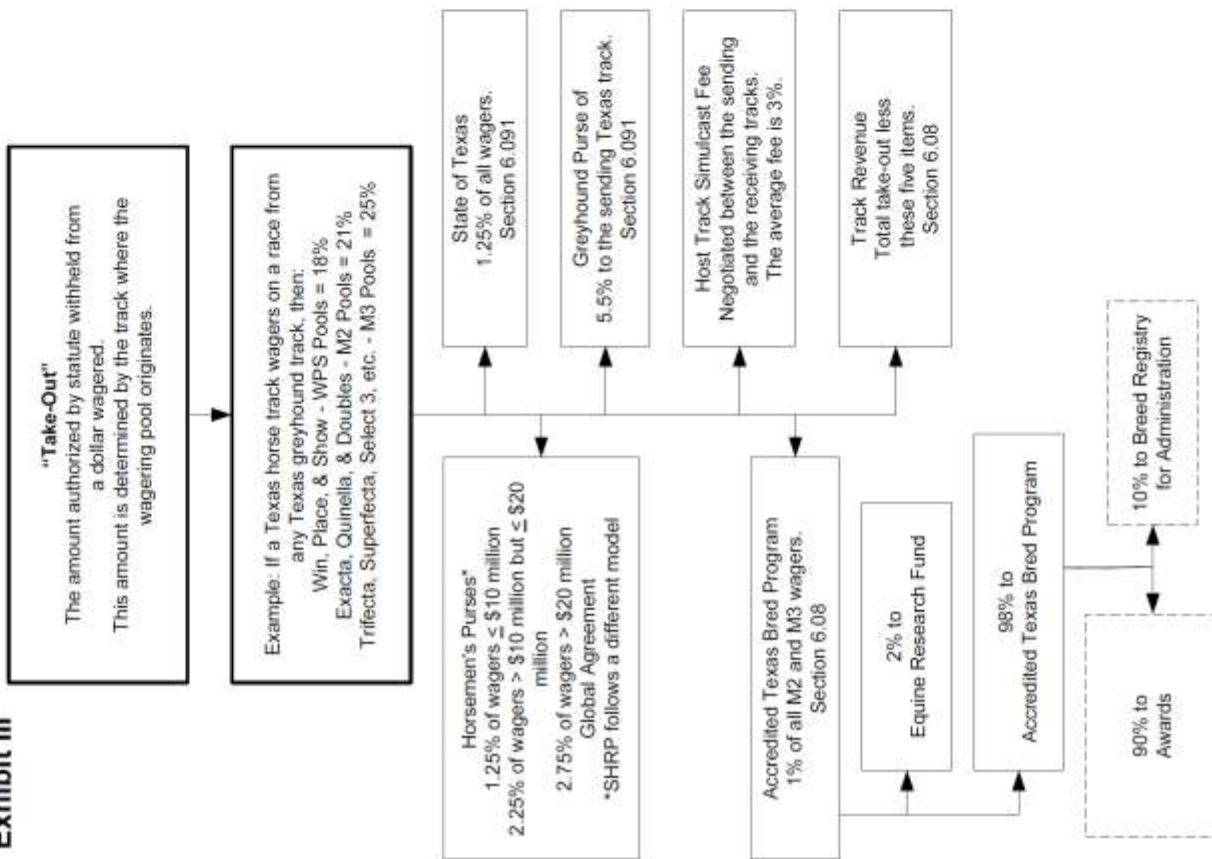 Exhibit III
"Take-Out"
The amount authorized by statute withheld from
a dollar wagered.
This amount is determined by the track where the
wagering pool originates.
Example: If a Texas horse track wagers on a race from
any Texas greyhound track, then:
Win, Place, & Show - WPS Pools = 18%
Exacta, Quinella, & Doubles - M2 Pools = 21%
Trifecta, Superfecta, Select 3, etc. - M3 Pools = 25%
State of Texas
1.25% of all wagers.
Section 6.091
Horsemen's Purses*
1.25% of wagers ≤ $10 million
2.25% of wagers > $10 million but ≤ $20
million
2.75% of wagers > $20 million
Global Agreement
*SHRP follows a different model
Greyhound Purse of
5.5% to the sending Texas track.
Section 6.091
Host Track Simulcast Fee
Negotiated between the sending
and the receiving tracks.
The average fee is 3%.
Accredited Texas Bred Program
1% of all M2 and M3 wagers.
Section 6.08
Track Revenue
Total take-out less
these five items.
Section 6.08
2% to
Equine Research Fund
98% to
Accredited Texas Bred Program
90% to
Awards
10% to Breed Registry
for Administration